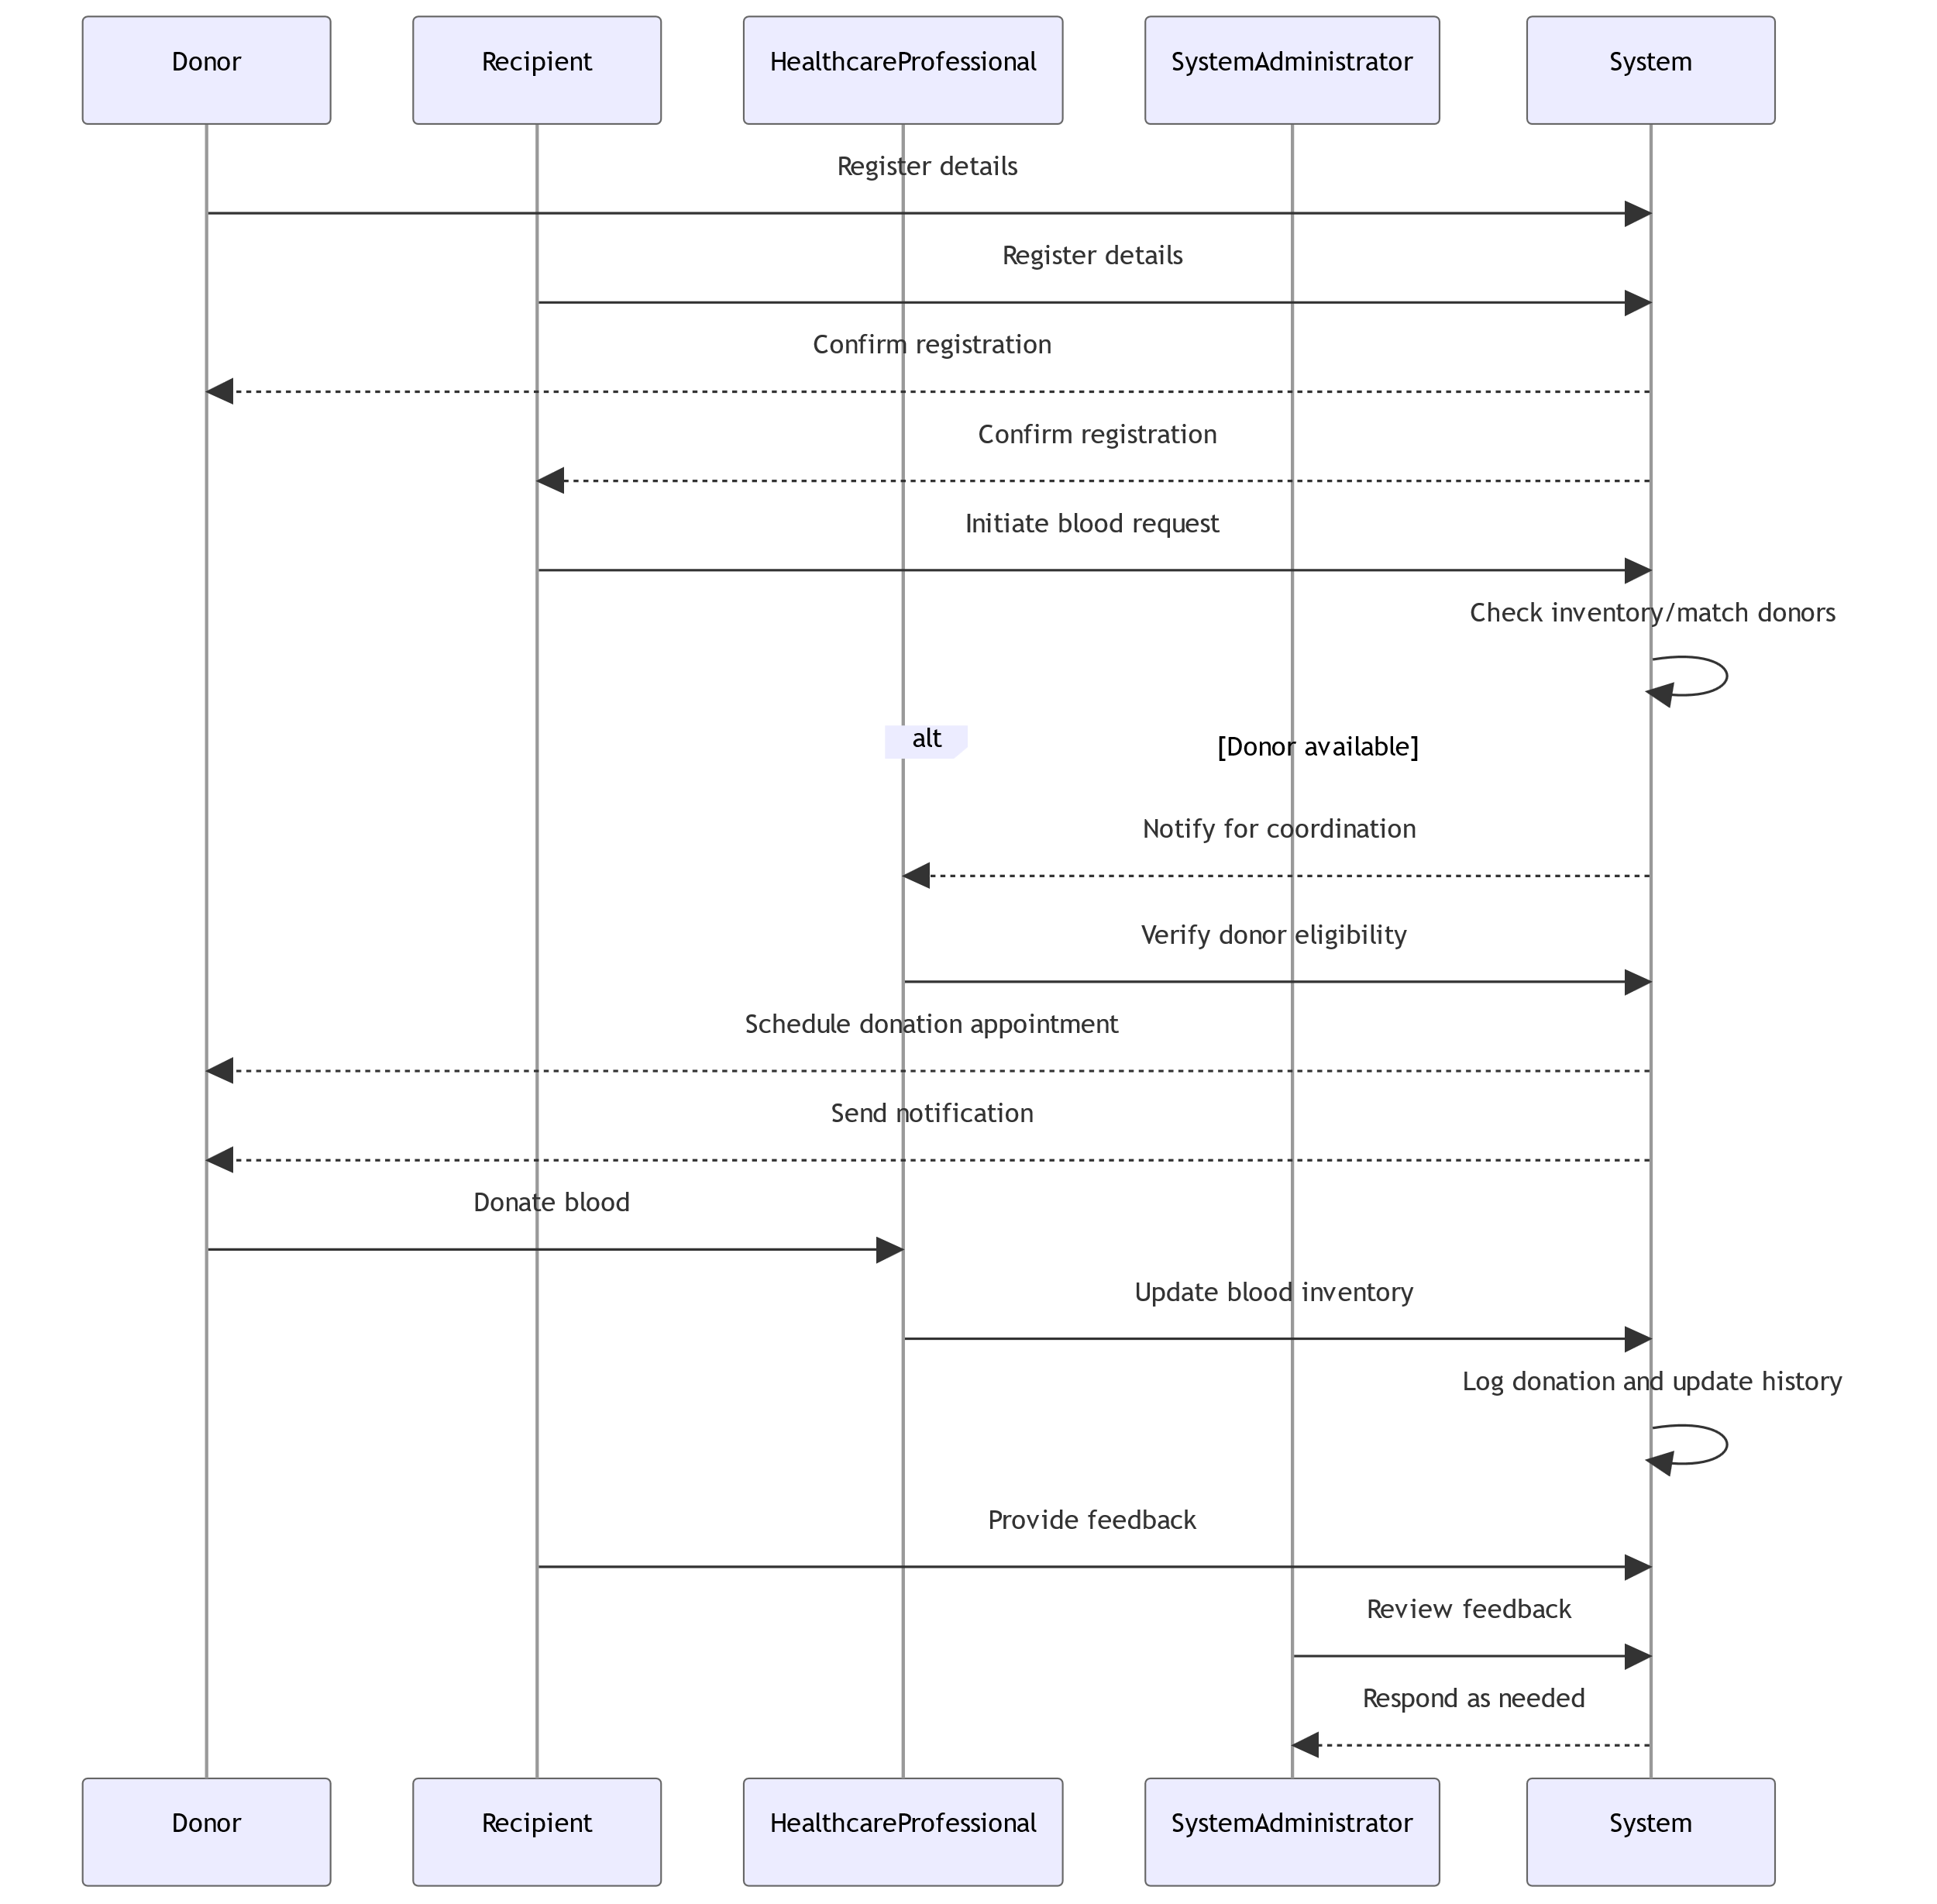 Donor
Recipient
HealthcareProfessional
SystemAdministrator
System
Register details
Register details
Confirm registration
Confirm registration
Initiate blood request
Check inventory/match donors
alt
[Donor available]
Notify for coordination
Verify donor eligibility
Schedule donation appointment
Send notification
Donate blood
Update blood inventory
Log donation and update history
Provide feedback
Review feedback
Respond as needed
Donor
Recipient
HealthcareProfessional
SystemAdministrator
System